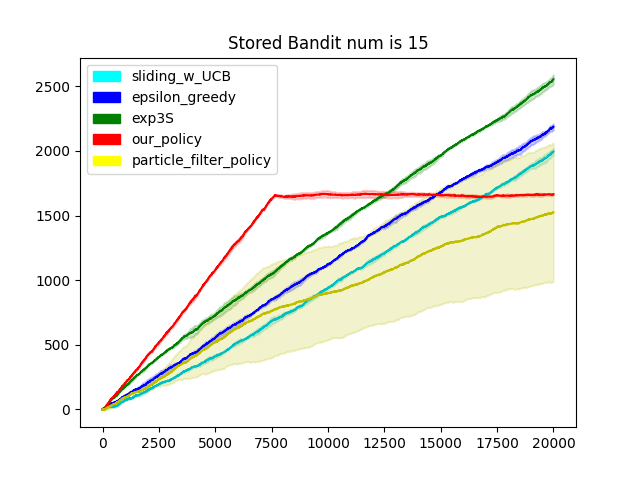 Stored Bandit num is 15
sliding_w_UCB
epsilon_greedy
exp3S
our_policy
particle_filter_policy
2500
2000
1500
1000
500
0
0 2500 5000 7500 10000 12500 15000 17500 20000